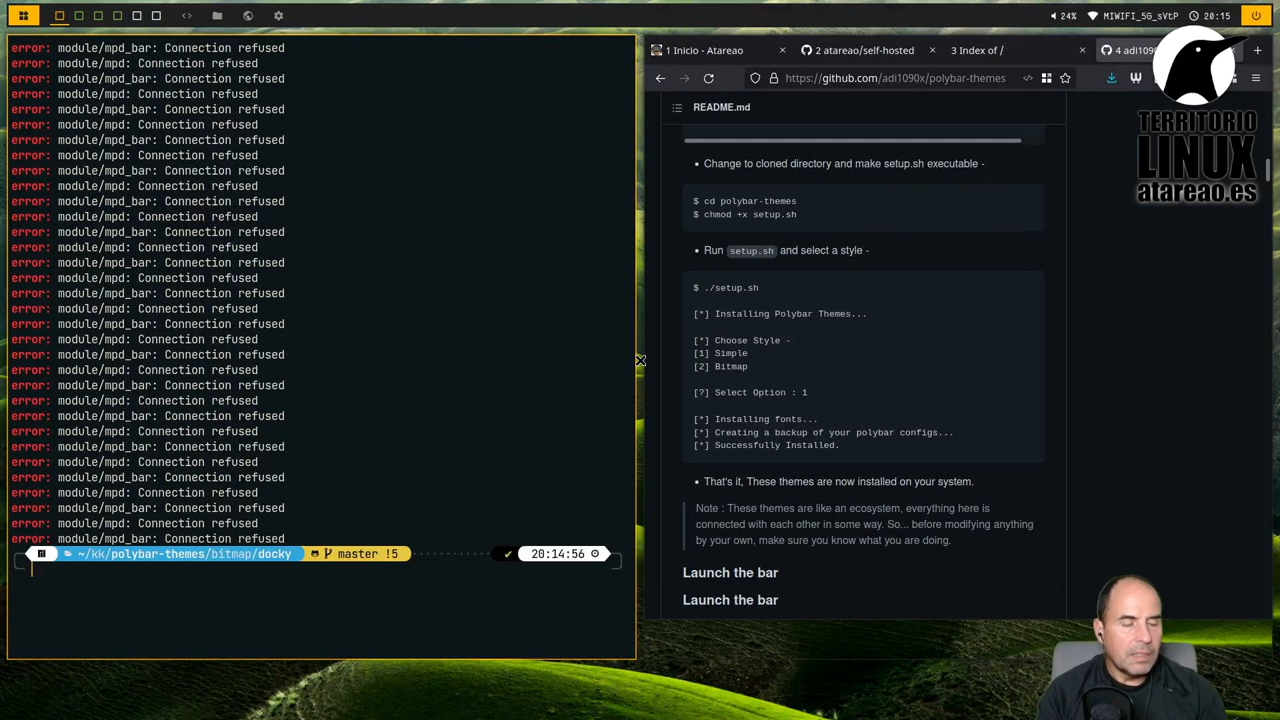 24% MIWIFI_5G_sVtP 20:15
error: module/mpd_bar: Connection refused
error: module/mpd: Connection refused
error: module/mpd_bar: Connection refused
error: module/mpd: Connection refused
error: module/mpd_bar: Connection refused
error: module/mpd: Connection refused
error: module/mpd_bar: Connection refused
error: module/mpd: Connection refused
error: module/mpd_bar: Connection refused
error: module/mpd: Connection refused
error: module/mpd_bar: Connection refused
error: module/mpd: Connection refused
error: module/mpd_bar: Connection refused
error: module/mpd: Connection refused
error: module/mpd_bar: Connection refused
error: module/mpd: Connection refused
error: module/mpd_bar: Connection refused
error: module/mpd: Connection refused
error: module/mpd_bar: Connection refused
error: module/mpd: Connection refused
error: module/mpd_bar: Connection refused
error: module/mpd: Connection refused
error: module/mpd_bar: Connection refused
error: module/mpd: Connection refused
error: module/mpd_bar: Connection refused
error: module/mpd: Connection refused
error: module/mpd_bar: Connection refused
error: module/mpd: Connection refused
error: module/mpd_bar: Connection refused
error: module/mpd: Connection refused
error: module/mpd_bar: Connection refused
error: module/mpd: Connection refused
error: module/mpd_bar: Connection refused
~/kk/polybar-themes/bitmap/docky master !5 ✔ 20:14:56
1 Inicio - Atareao
2 atareao/self-hosted
3 Index of /
4 adi109
https://github.com/adi1090x/polybar-themes
README.md
• Change to cloned directory and make setup.sh executable -
$ cd polybar-themes
$ chmod +x setup.sh
• Run setup.sh and select a style -
$ ./setup.sh
[*] Installing Polybar Themes...
[*] Choose Style -
[1] Simple
[2] Bitmap
[?] Select Option : 1
[*] Installing fonts...
[*] Creating a backup of your polybar configs...
[*] Successfully Installed.
• That's it, These themes are now installed on your system.
Note : These themes are like an ecosystem, everything here is
connected with each other in some way. So... before modifying anything
by your own, make sure you know what you are doing.
Launch the bar
Launch the bar
TERRITORIO
LINUX
atareao.es